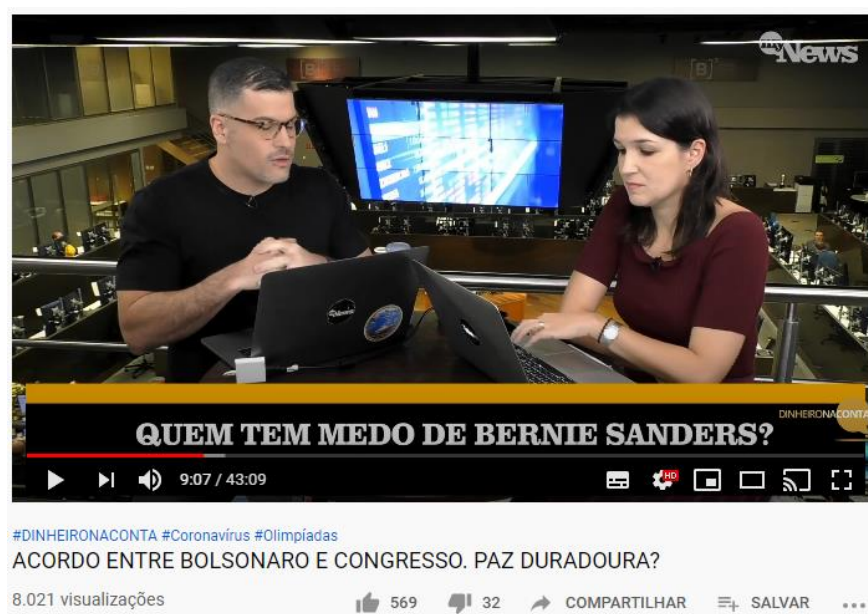 myNews
[B]
[B]
DINHEIRONACONTA
QUEM TEM MEDO DE BERNIE SANDERS?
9:07 / 43:09
HD
#DINHEIRONACONTA #Coronavírus #Olimpíadas
ACORDO ENTRE BOLSONARO E CONGRESSO. PAZ DURADOURA?
8.021 visualizações
569
32
COMPARTILHAR
SALVAR